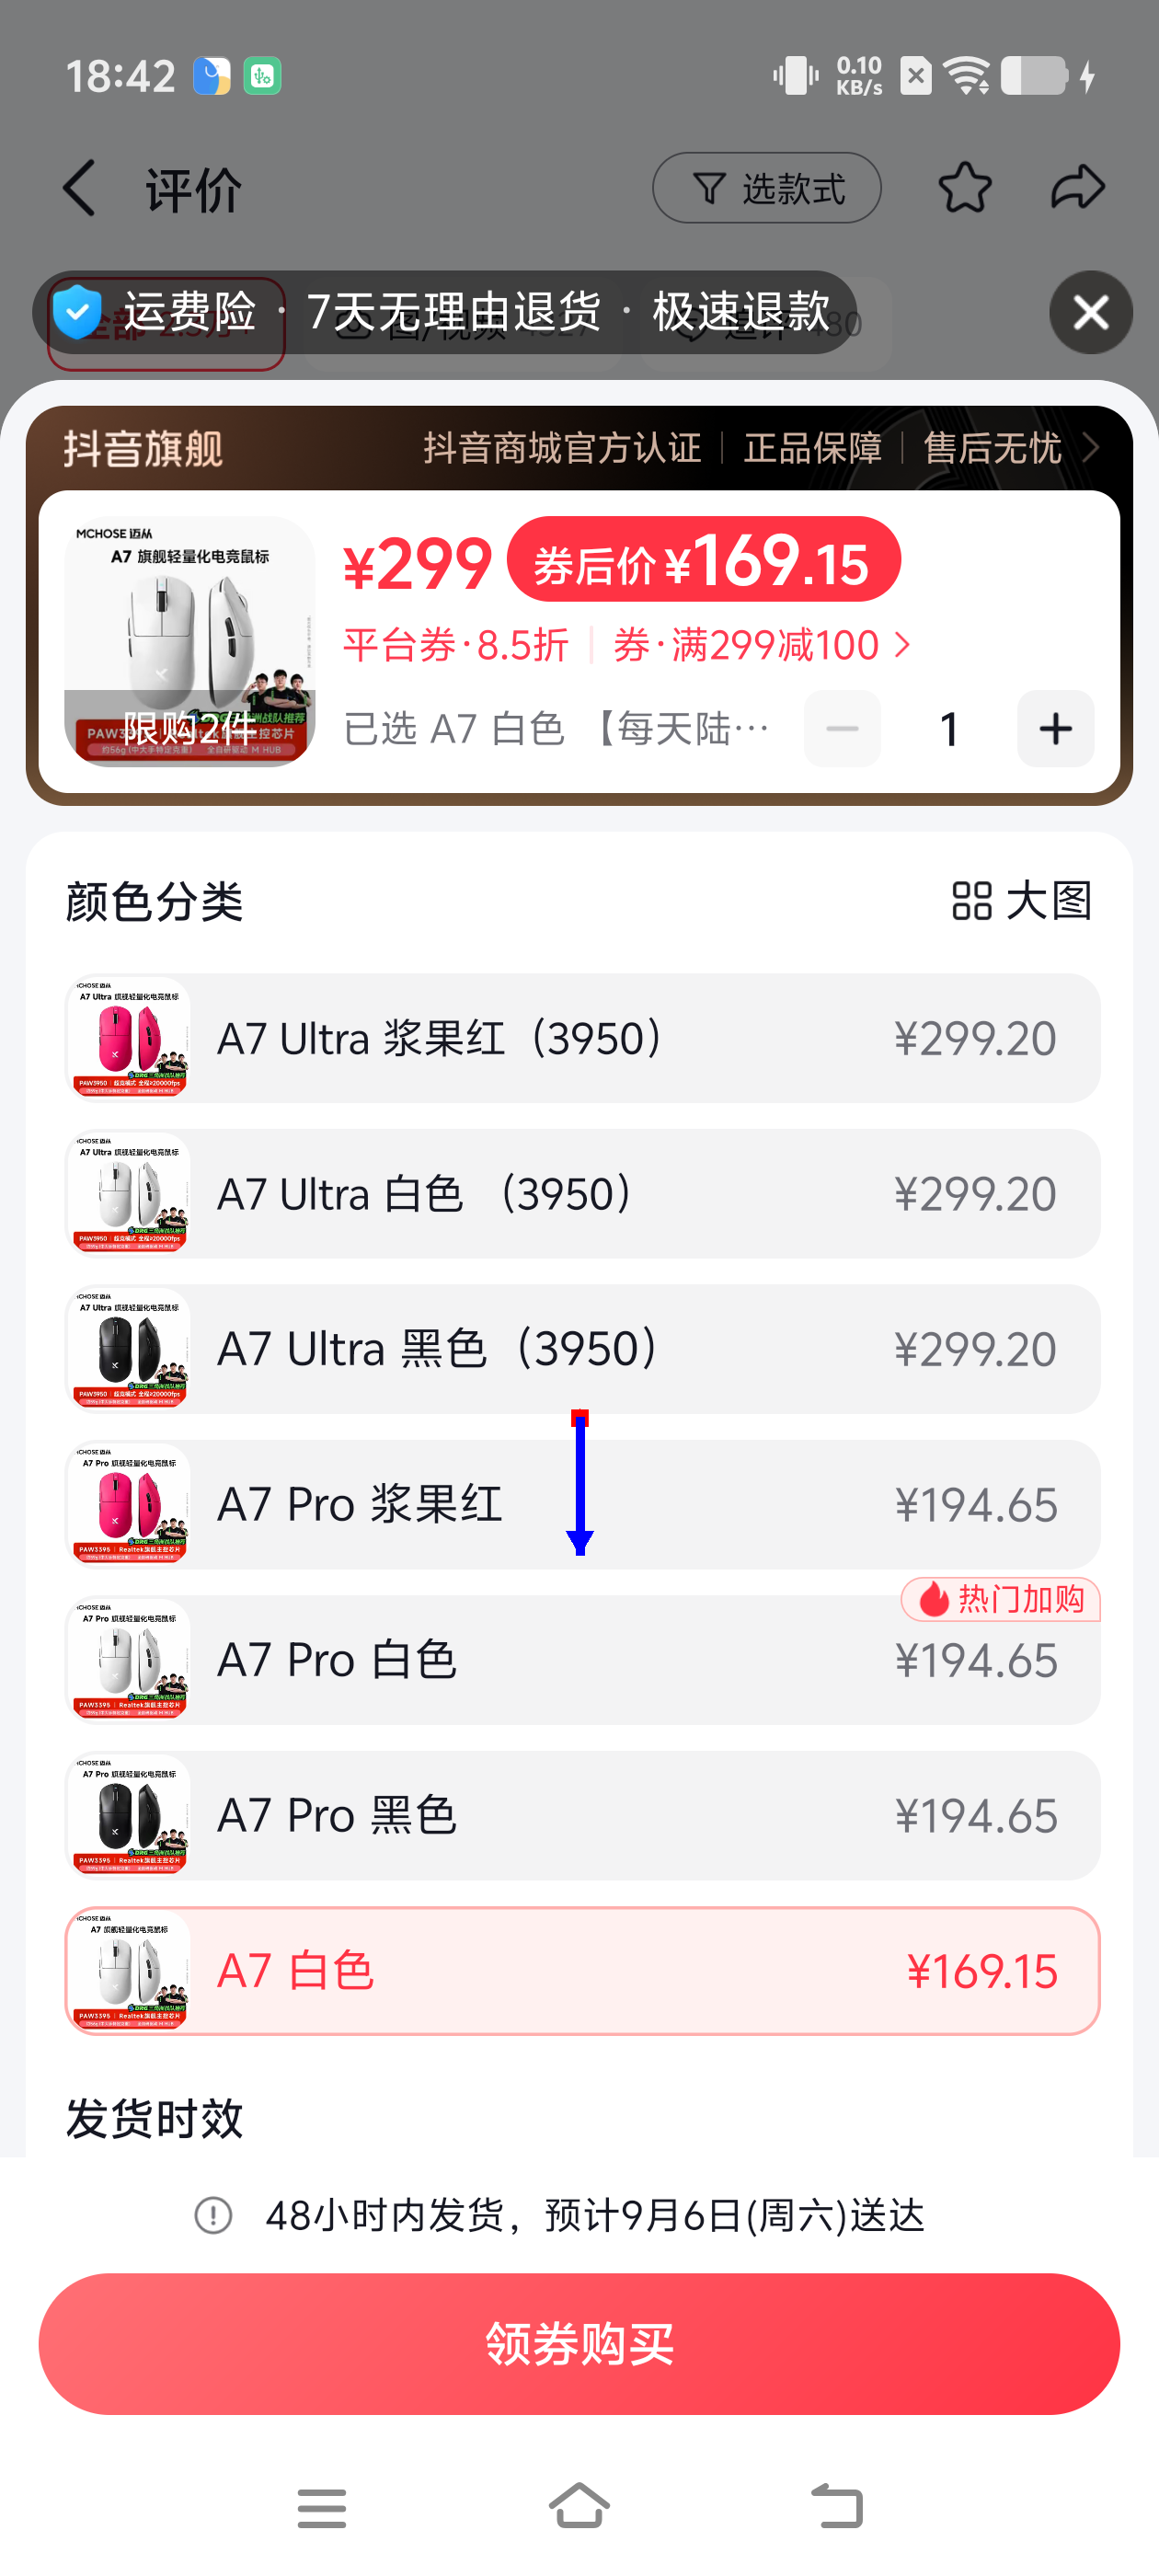 18:42
0.10 KB/s
评价
选款式
运费险 · 7天无理由退货 · 极速退款
抖音旗舰
抖音商城官方认证 | 正品保障 | 售后无忧
MCHOSE 迈从
A7 旗舰轻量化电竞鼠标
限购2件
¥299
券后价 ¥169.15
平台券·8.5折 | 券·满299减100
已选 A7 白色 【每天陆…
1
颜色分类
大图
A7 Ultra 浆果红（3950）
¥299.20
A7 Ultra 白色 （3950）
¥299.20
A7 Ultra 黑色（3950）
¥299.20
A7 Pro 浆果红
¥194.65
热门加购
A7 Pro 白色
¥194.65
A7 Pro 黑色
¥194.65
A7 白色
¥169.15
发货时效
48小时内发货，预计9月6日(周六)送达
领券购买